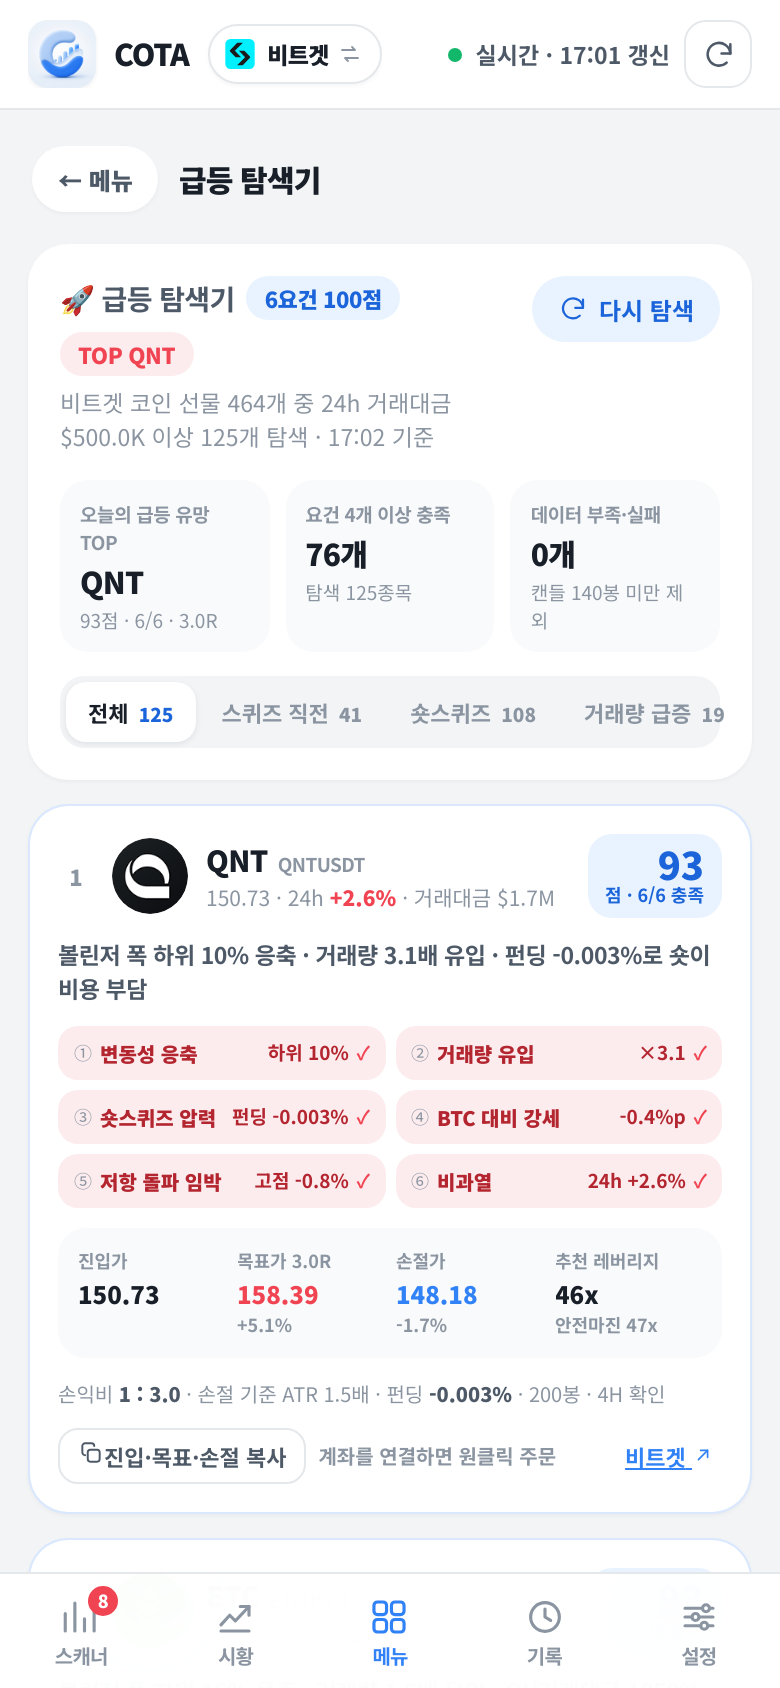 COTA 비트겟 실시간 · 17:01 갱신
← 메뉴 급등 탐색기
🚀 급등 탐색기 6요건 100점 다시 탐색
TOP QNT
비트겟 코인 선물 464개 중 24h 거래대금
$500.0K 이상 125개 탐색 · 17:02 기준
오늘의 급등 유망
TOP
QNT
93점 · 6/6 · 3.0R
요건 4개 이상 충족
76개
탐색 125종목
데이터 부족·실패
0개
캔들 140봉 미만 제
외
전체 125 스퀴즈 직전 41 숏스퀴즈 108 거래량 급증 19
1 QNT QNTUSDT
150.73 · 24h +2.6% · 거래대금 $1.7M
93
점 · 6/6 충족
볼린저 폭 하위 10% 응축 · 거래량 3.1배 유입 · 펀딩 -0.003%로 숏이
비용 부담
① 변동성 응축 하위 10% ✓
② 거래량 유입 ×3.1 ✓
③ 숏스퀴즈 압력 펀딩 -0.003% ✓
④ BTC 대비 강세 -0.4%p ✓
⑤ 저항 돌파 임박 고점 -0.8% ✓
⑥ 비과열 24h +2.6% ✓
진입가
150.73
목표가 3.0R
158.39
+5.1%
손절가
148.18
-1.7%
추천 레버리지
46x
안전마진 47x
손익비 1 : 3.0 · 손절 기준 ATR 1.5배 · 펀딩 -0.003% · 200봉 · 4H 확인
진입·목표·손절 복사 계좌를 연결하면 원클릭 주문 비트겟 ↗
8
스캐너 시황 메뉴 기록 설정